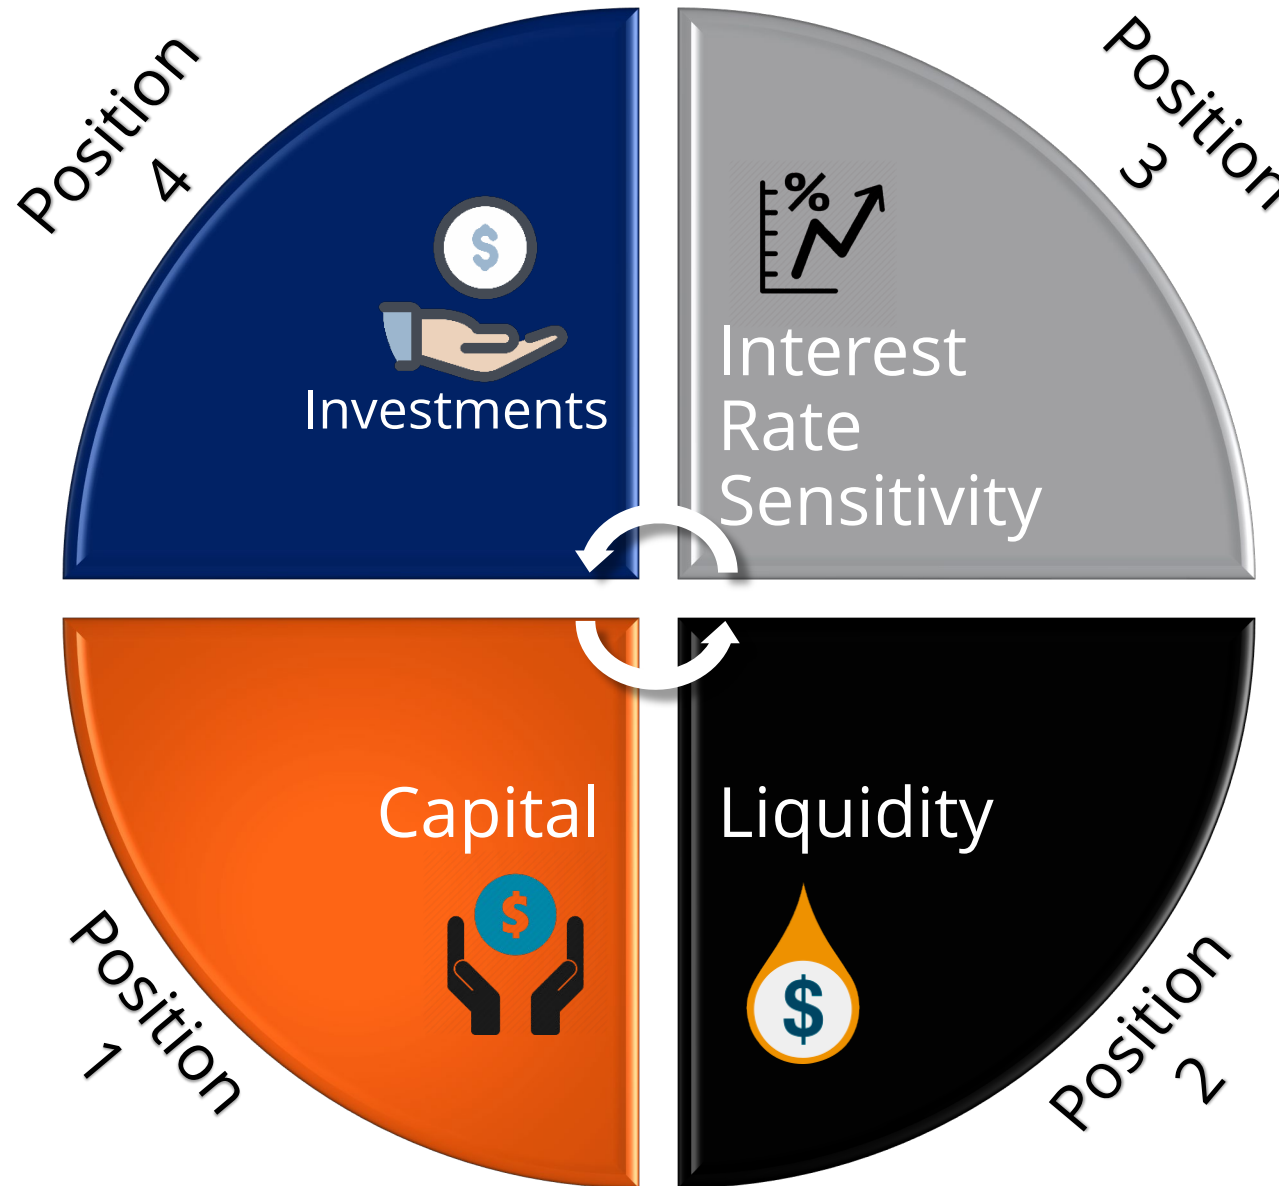 Position
4
$
Investments
Position
3
%
Interest
Rate
Sensitivity
Capital
$
Position
1
Liquidity
$
Position
2